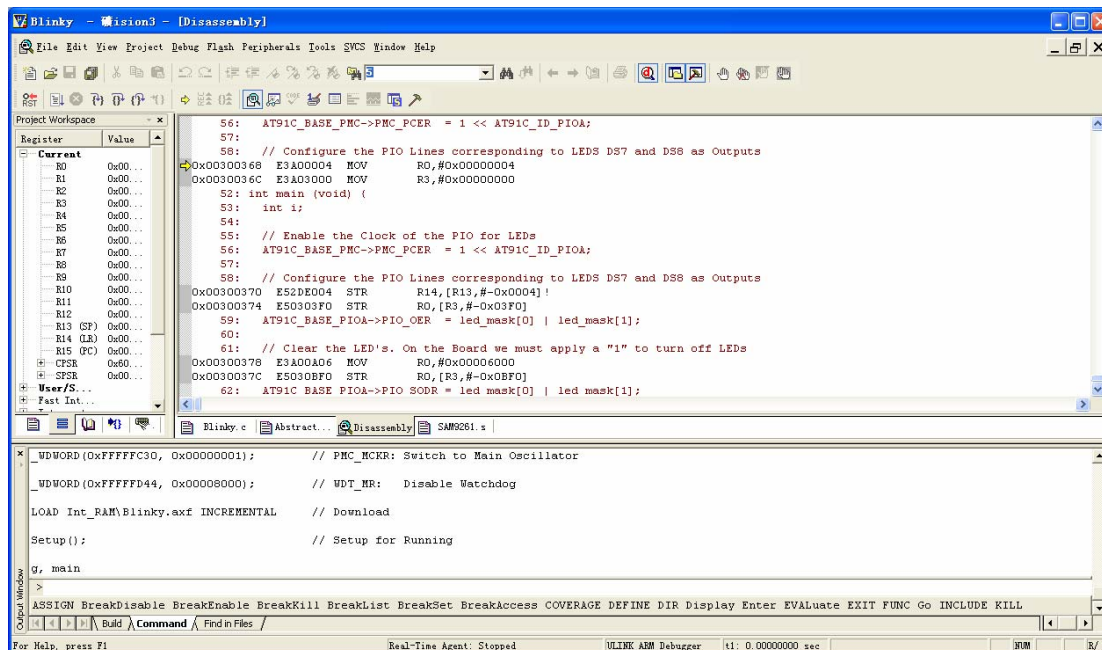 Blinky - 礦ision3 - [Disassembly]
File Edit View Project Debug Flash Peripherals Tools SVCS Window Help
5
RST
Project Workspace
Register Value
Current
R0 0x00...
R1 0x00...
R2 0x00...
R3 0x00...
R4 0x00...
R5 0x00...
R6 0x00...
R7 0x00...
R8 0x00...
R9 0x00...
R10 0x00...
R11 0x00...
R12 0x00...
R13 (SP) 0x00...
R14 (LR) 0x00...
R15 (PC) 0x00...
CPSR 0x60...
SPSR 0x00...
User/S...
Fast Int...
56: AT91C_BASE_PMC->PMC_PCER = 1 << AT91C_ID_PIOA;
57:
58: // Configure the PIO Lines corresponding to LEDS DS7 and DS8 as Outputs
0x00300368 E3A00004 MOV R0,#0x00000004
0x0030036C E3A03000 MOV R3,#0x00000000
52: int main (void) {
53: int i;
54:
55: // Enable the Clock of the PIO for LEDs
56: AT91C_BASE_PMC->PMC_PCER = 1 << AT91C_ID_PIOA;
57:
58: // Configure the PIO Lines corresponding to LEDS DS7 and DS8 as Outputs
0x00300370 E52DE004 STR R14,[R13,#-0x0004]!
0x00300374 E50303F0 STR R0,[R3,#-0x03F0]
59: AT91C_BASE_PIOA->PIO_OER = led_mask[0] | led_mask[1];
60:
61: // Clear the LED's. On the Board we must apply a "1" to turn off LEDs
0x00300378 E3A00A06 MOV R0,#0x00006000
0x0030037C E5030BF0 STR R0,[R3,#-0x0BF0]
62: AT91C_BASE_PIOA->PIO_SODR = led_mask[0] | led_mask[1];
Blinky.c Abstract... Disassembly SAM9261.s
_WDWORD(0xFFFFFC30, 0x00000001); // PMC_MCKR: Switch to Main Oscillator
_WDWORD(0xFFFFFD44, 0x00008000); // WDT_MR: Disable Watchdog
LOAD Int_RAM\Blinky.axf INCREMENTAL // Download
Setup(); // Setup for Running
g, main
>
ASSIGN BreakDisable BreakEnable BreakKill BreakList BreakSet BreakAccess COVERAGE DEFINE DIR Display Enter EVALuate EXIT FUNC Go INCLUDE KILL
Output Window
Build Command Find in Files
For Help, press F1 Real-Time Agent: Stopped ULINK ARM Debugger t1: 0.00000000 sec NUM R/